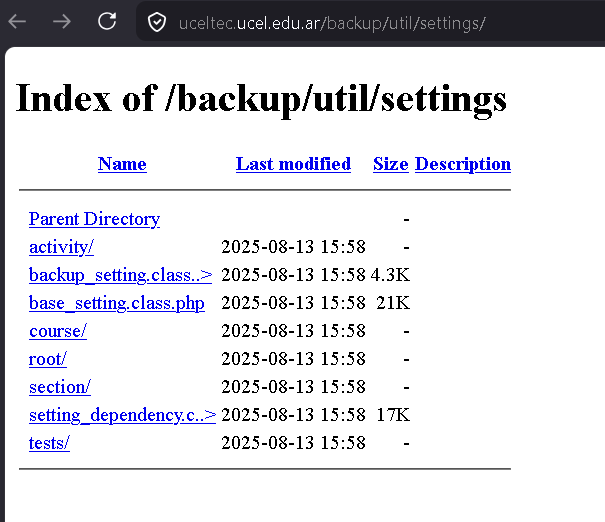 uceltec.ucel.edu.ar/backup/util/settings/
Index of /backup/util/settings
Name Last modified Size Description
Parent Directory -
activity/ 2025-08-13 15:58 -
backup_setting.class..> 2025-08-13 15:58 4.3K
base_setting.class.php 2025-08-13 15:58 21K
course/ 2025-08-13 15:58 -
root/ 2025-08-13 15:58 -
section/ 2025-08-13 15:58 -
setting_dependency.c..> 2025-08-13 15:58 17K
tests/ 2025-08-13 15:58 -